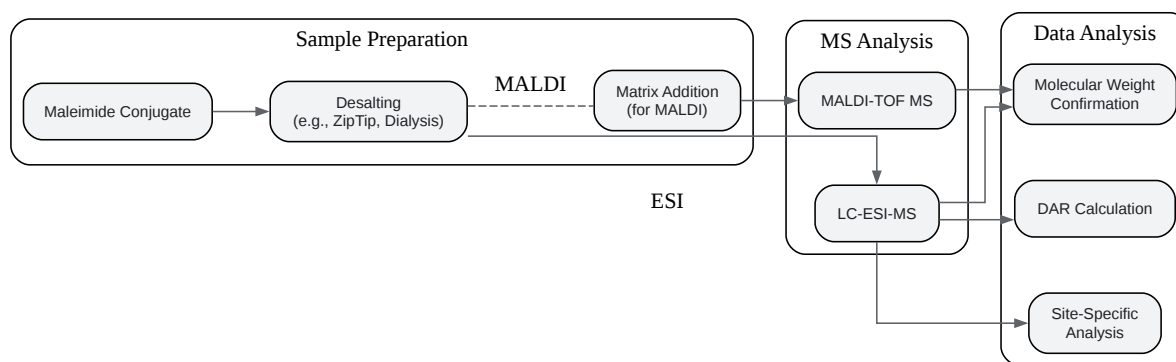 Sample Preparation
MS Analysis
Data Analysis
Maleimide Conjugate
Desalting
(e.g., ZipTip, Dialysis)
MALDI
Matrix Addition
(for MALDI)
MALDI-TOF MS
Molecular Weight
Confirmation
ESI
LC-ESI-MS
DAR Calculation
Site-Specific
Analysis